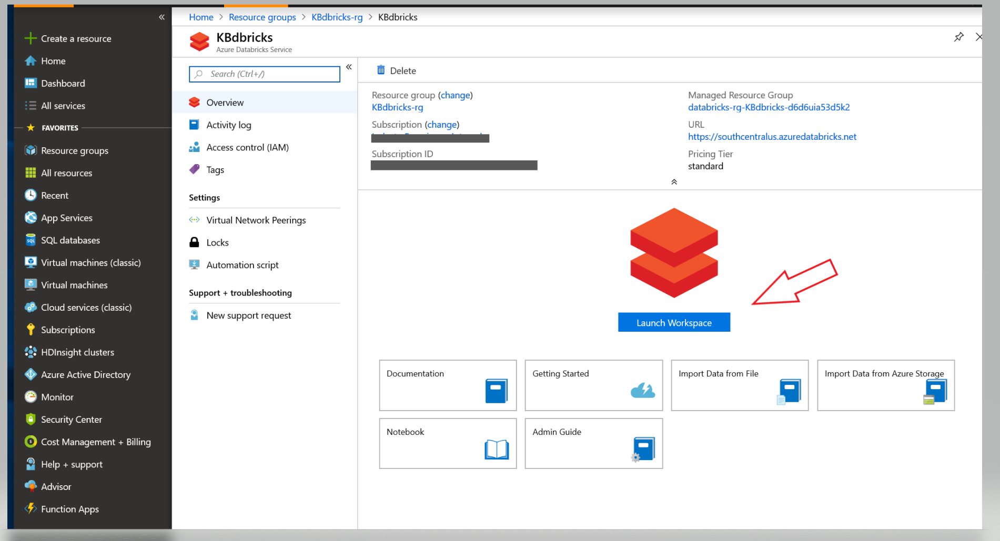 Home > Resource groups > KBdbricks-rg > KBdbricks
Create a resource
Home
Dashboard
All services
FAVORITES
Resource groups
All resources
Recent
App Services
SQL databases
Virtual machines (classic)
Virtual machines
Cloud services (classic)
Subscriptions
HDInsight clusters
Azure Active Directory
Monitor
Security Center
Cost Management + Billing
Help + support
Advisor
Function Apps
KBdbricks
Azure Databricks Service
Search (Ctrl+/)
Overview
Activity log
Access control (IAM)
Tags
Settings
Virtual Network Peerings
Locks
Automation script
Support + troubleshooting
New support request
Delete
Resource group (change)
KBdbricks-rg
Subscription (change)
Subscription ID
Managed Resource Group
databricks-rg-KBdbricks-d6d6uia53d5k2
URL
https://southcentralus.azuredatabricks.net
Pricing Tier
standard
Launch Workspace
Documentation
Getting Started
Import Data from File
Import Data from Azure Storage
Notebook
Admin Guide